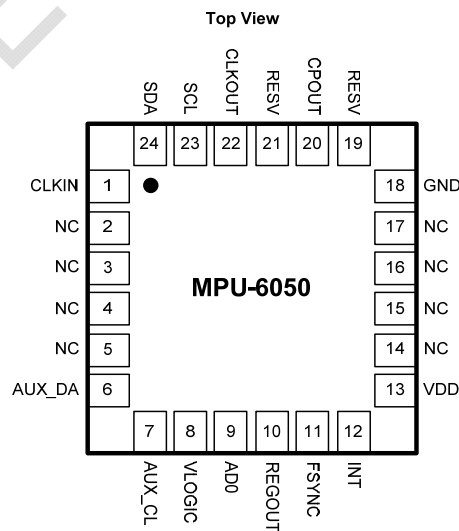 Top View
SDA SCL CLKOUT RESV CPOUT RESV
24 23 22 21 20 19
CLKIN 1 18 GND
NC 2 17 NC
NC 3 16 NC
MPU-6050
NC 4 15 NC
NC 5 14 NC
AUX_DA 6 13 VDD
7 8 9 10 11 12
AUX_CL VLOGIC AD0 REGOUT FSYNC INT